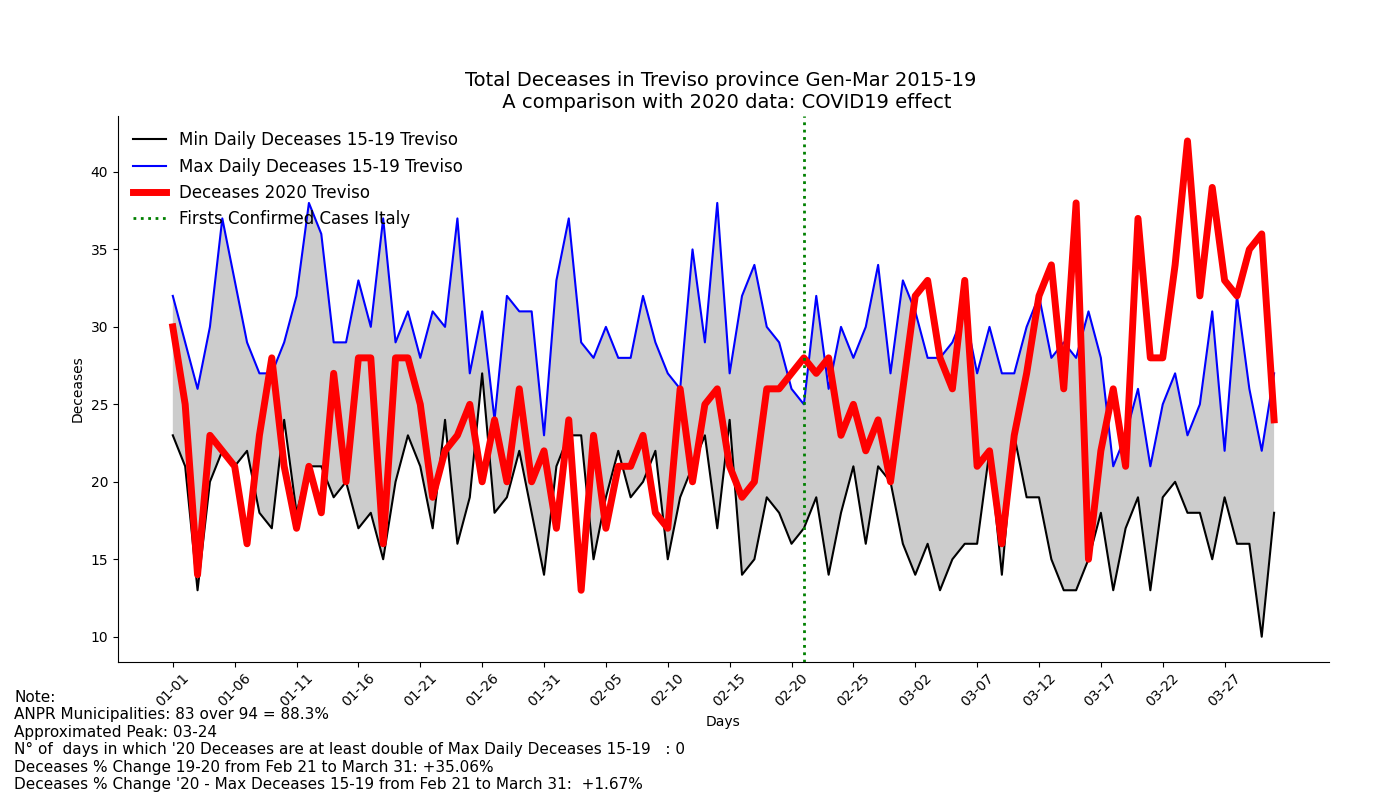 Total Deceases in Treviso province Gen-Mar 2015-19
A comparison with 2020 data: COVID19 effect
Min Daily Deceases 15-19 Treviso
Max Daily Deceases 15-19 Treviso
Deceases 2020 Treviso
Firsts Confirmed Cases Italy
Deceases
40
35
30
25
20
15
10
01-01 01-06 01-11 01-16 01-21 01-26 01-31 02-05 02-10 02-15 02-20 02-25 03-02 03-07 03-12 03-17 03-22 03-27
Days
Note:
ANPR Municipalities: 83 over 94 = 88.3%
Approximated Peak: 03-24
N° of  days in which '20 Deceases are at least double of Max Daily Deceases 15-19   : 0
Deceases % Change 19-20 from Feb 21 to March 31: +35.06%
Deceases % Change '20 - Max Deceases 15-19 from Feb 21 to March 31:  +1.67%